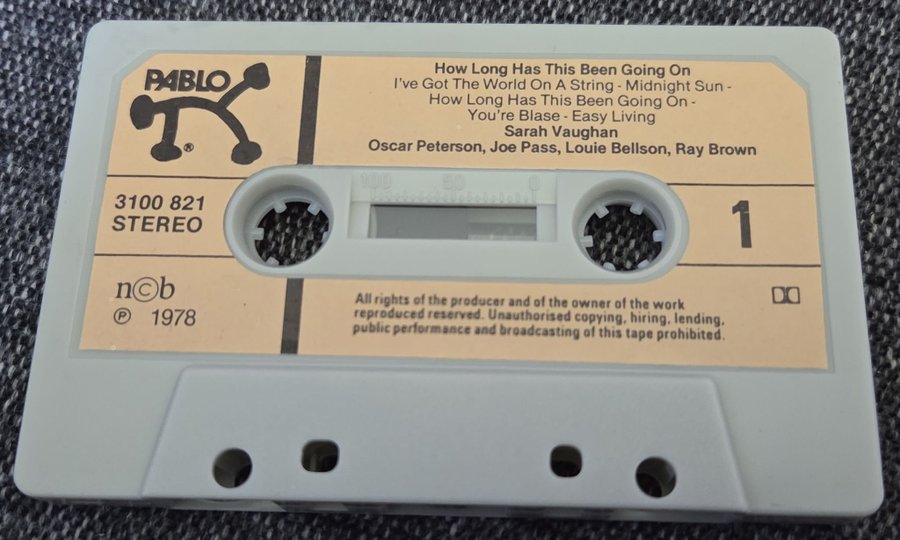 PABLO
®
How Long Has This Been Going On
I've Got The World On A String - Midnight Sun -
How Long Has This Been Going On -
You're Blase - Easy Living
Sarah Vaughan
Oscar Peterson, Joe Pass, Louie Bellson, Ray Brown
3100 821
STEREO
100 50 0
1
n©b
℗ 1978
All rights of the producer and of the owner of the work
reproduced reserved. Unauthorised copying, hiring, lending,
public performance and broadcasting of this tape prohibited.